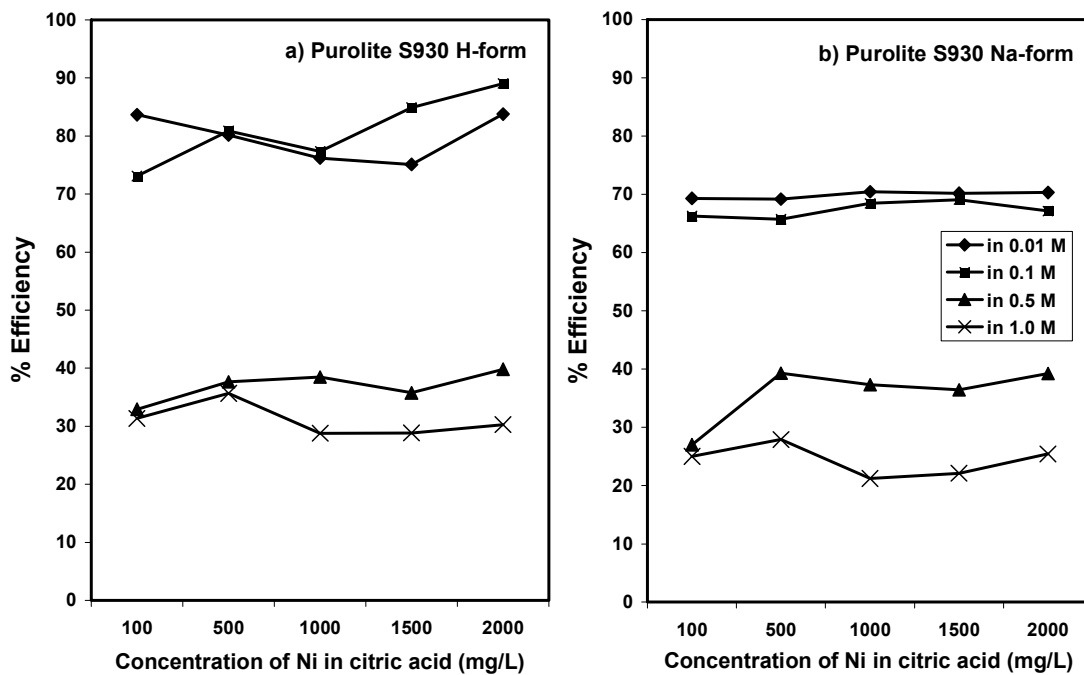 a) Purolite S930 H-form
% Efficiency
100
90
80
70
60
50
40
30
20
10
0
100 500 1000 1500 2000
Concentration of Ni in citric acid (mg/L)
b) Purolite S930 Na-form
% Efficiency
100
90
80
70
60
50
40
30
20
10
0
in 0.01 M
in 0.1 M
in 0.5 M
in 1.0 M
100 500 1000 1500 2000
Concentration of Ni in citric acid (mg/L)